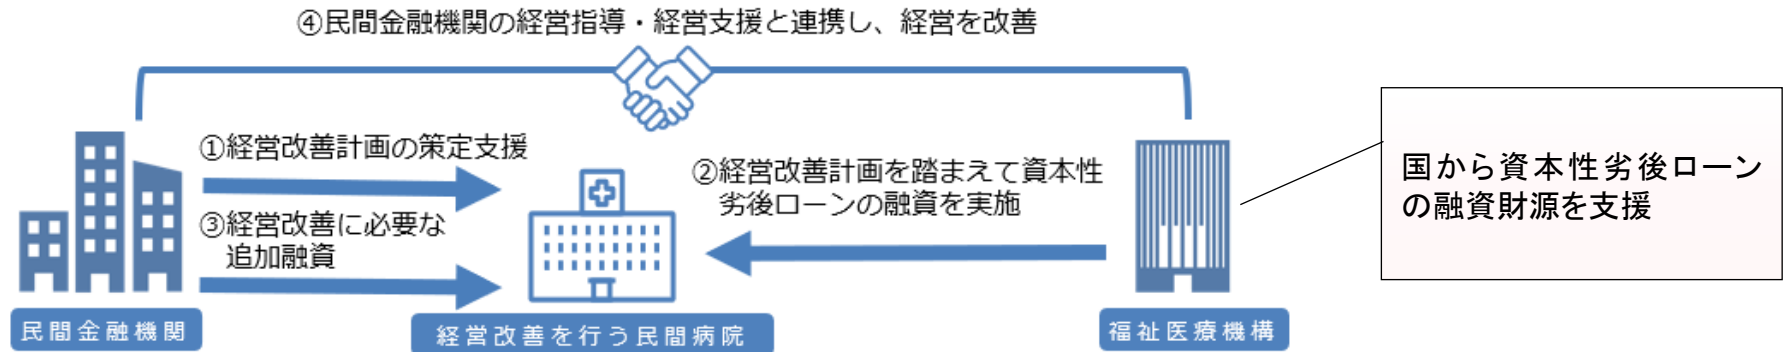 ④民間金融機関の経営指導・経営支援と連携し、経営を改善
①経営改善計画の策定支援
③経営改善に必要な
追加融資
②経営改善計画を踏まえて資本性
劣後ローンの融資を実施
国から資本性劣後ローン
の融資財源を支援
民間金融機関
経営改善を行う民間病院
福祉医療機構